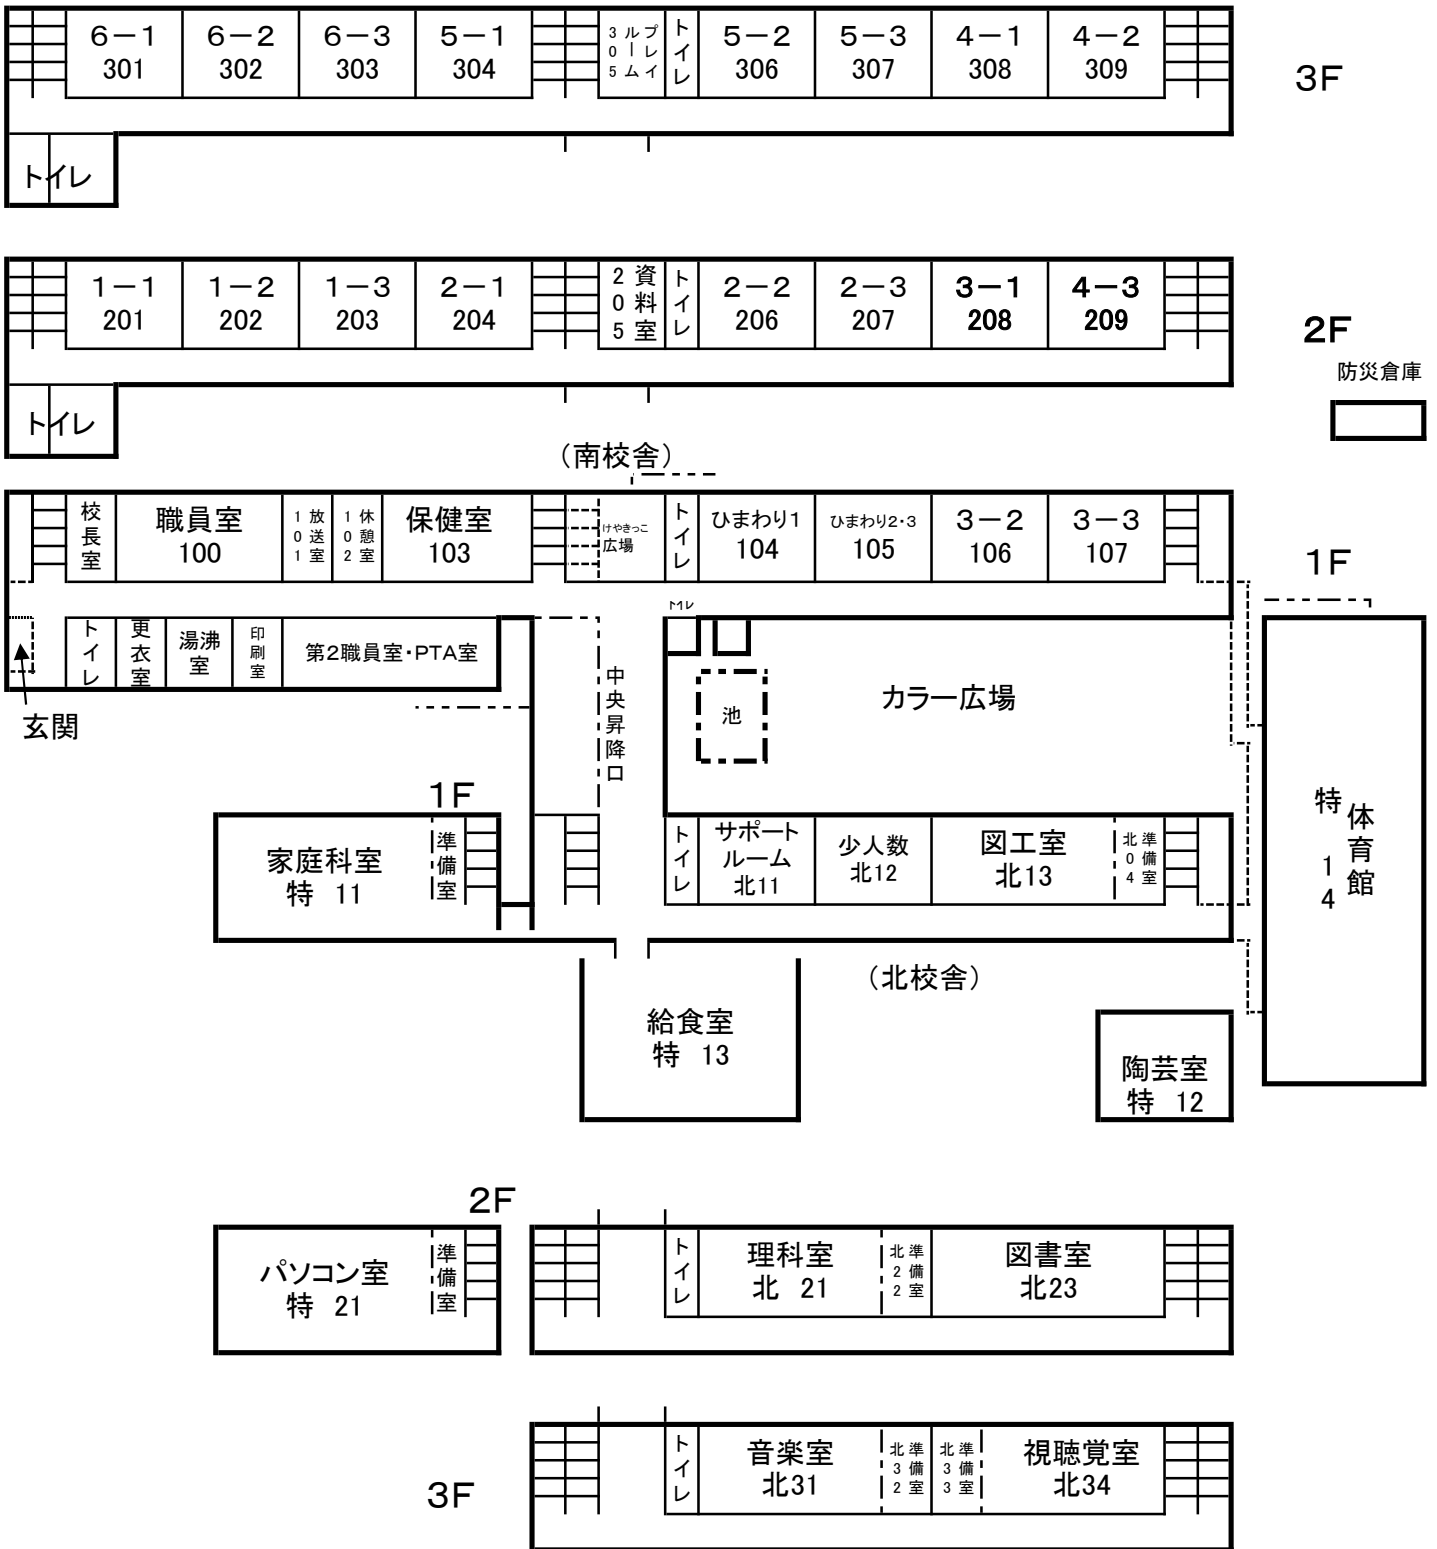 6－1
301
6－2
302
6－3
303
5－1
304
プレイルーム
305
トイレ
5－2
306
5－3
307
4－1
308
4－2
309
3F
トイレ
1－1
201
1－2
202
1－3
203
2－1
204
資料室
205
トイレ
2－2
206
2－3
207
3－1
208
4－3
209
2F
防災倉庫
トイレ
（南校舎）
校長室
職員室
100
放送室
101
休憩室
102
保健室
103
けやきっこ
広場
トイレ
ひまわり1
104
ひまわり2・3
105
3－2
106
3－3
107
1F
トイレ
更衣室
湯沸室
印刷室
第2職員室・PTA室
トイレ
中央昇降口
池
カラー広場
玄関
1F
家庭科室
特 11
準備室
トイレ
サポート
ルーム
北11
少人数
北12
図工室
北13
準備室
北04
体育館
特 14
（北校舎）
給食室
特 13
陶芸室
特 12
2F
パソコン室
特 21
準備室
トイレ
理科室
北 21
準備室
北22
図書室
北23
3F
トイレ
音楽室
北31
準備室
北32
準備室
北33
視聴覚室
北34